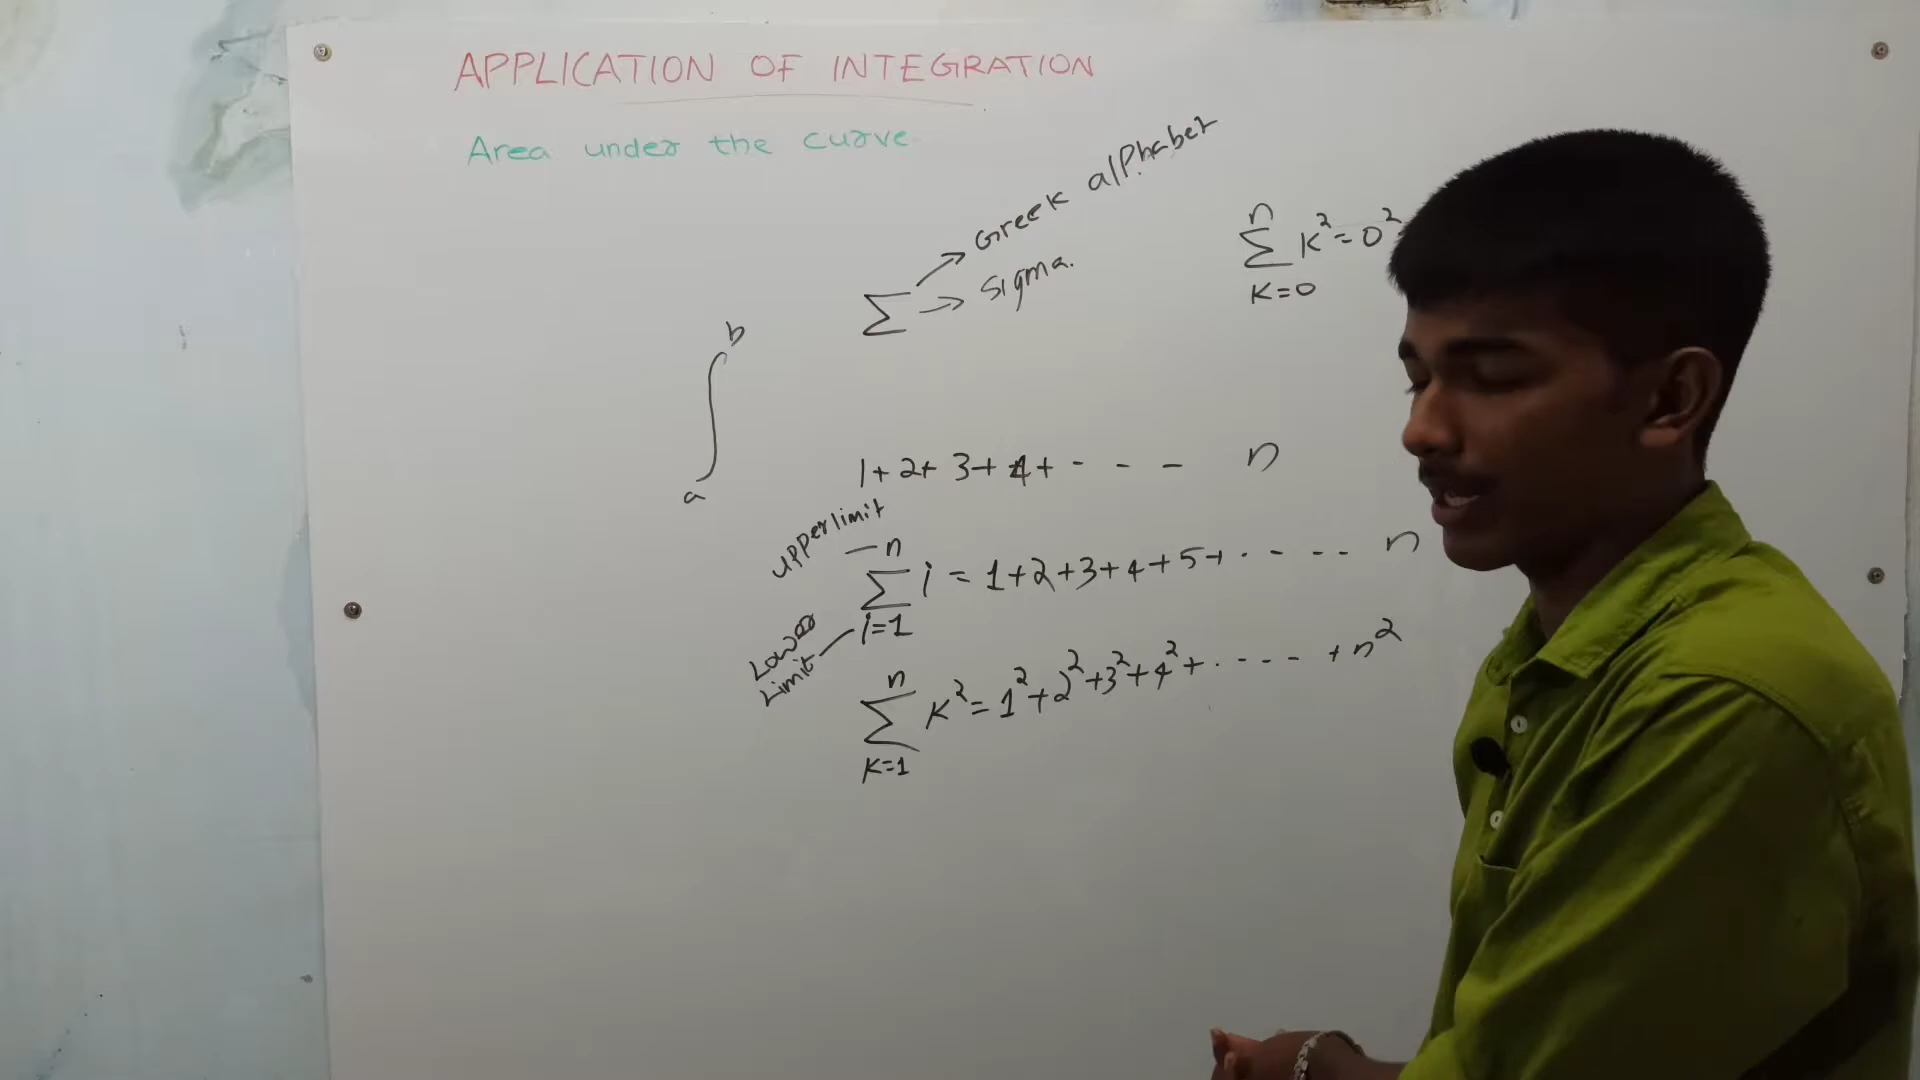 APPLICATION OF INTEGRATION
Area under the curve
Greek alphabet
Σ → Sigma.
n
Σ K² = 0²
K=0
b
∫
a
1+2+3+4+ - - - n
upperlimit — n
Σ i = 1+2+3+4+5+ . - - - n
Lower Limit — i=1
n
Σ K² = 1²+2²+3²+4²+ . - - - + n²
K=1